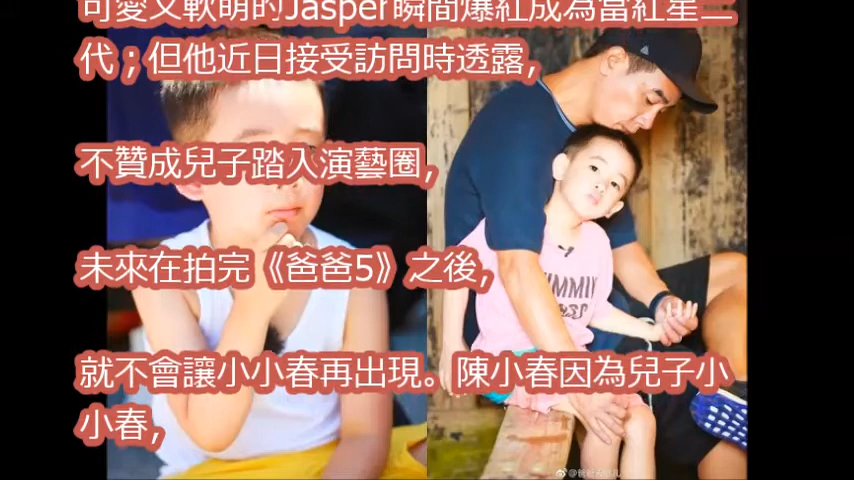 可愛又軟萌的Jasper瞬間爆紅成為當紅星二
代；但他近日接受訪問時透露，
不贊成兒子踏入演藝圈，
未來在拍完《爸爸5》之後，
就不會讓小小春再出現。陳小春因為兒子小
小春，